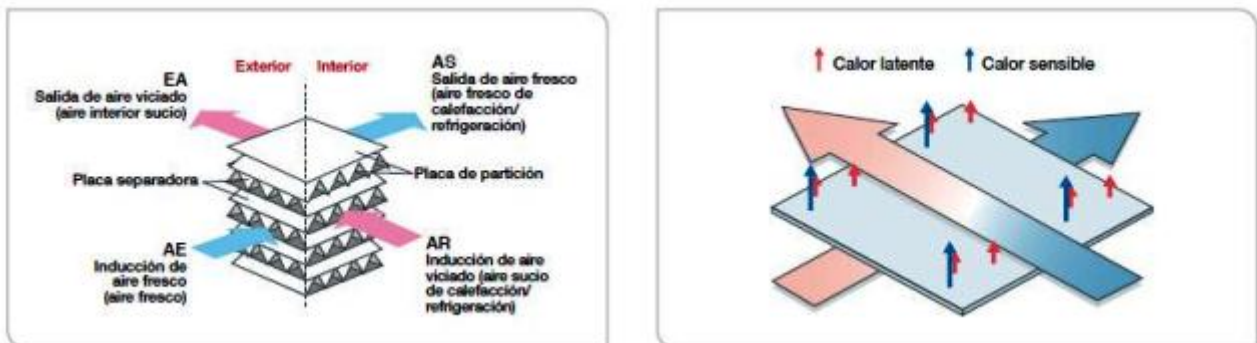 EA
Salida de aire viciado
(aire interior sucio)
Exterior
Interior
AS
Salida de aire fresco
(aire fresco de
calefacción/
refrigeración)
Placa separadora
Placa de partición
AE
Inducción de
aire fresco
(aire fresco)
AR
Inducción de aire
viciado (aire sucio
de calefacción/
refrigeración)
Calor latente
Calor sensible